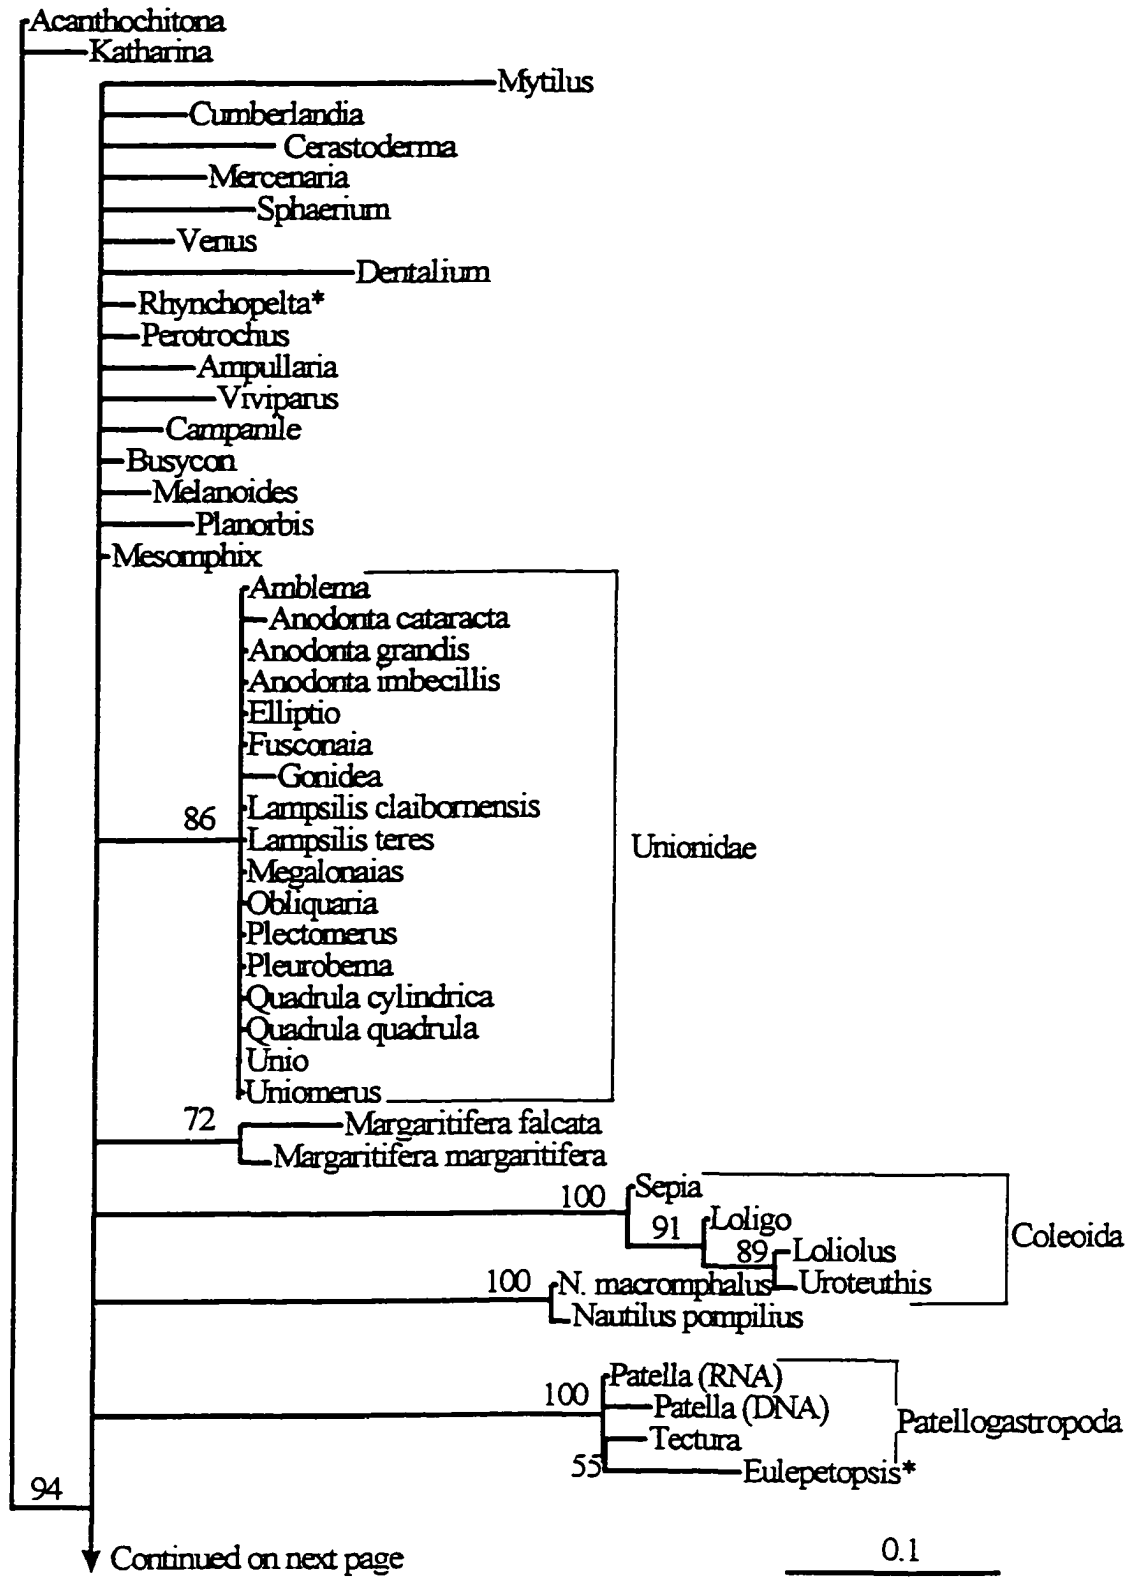 Acanthochitona
Katharina
Mytilus
Cumberlandia
Cerastoderma
Mercenaria
Sphaerium
Venus
Dentalium
Rhynchopelta*
Perotrochus
Ampullaria
Viviparus
Campanile
Busycon
Melanoides
Planorbis
Mesomphix
Amblema
Anodonta cataracta
Anodonta grandis
Anodonta imbecillis
Elliptio
Fusconaia
Gonidea
Lampsilis claibornensis
86
Lampsilis teres
Unionidae
Megalonaias
Obliquaria
Plectomerus
Pleurobema
Quadrula cylindrica
Quadrula quadrula
Unio
Uniomerus
72
Margaritifera falcata
Margaritifera margaritifera
100
Sepia
91
Loligo
Coleoida
89
Loliolus
100
N. macromphalus
Uroteuthis
Nautilus pompilius
Patella (RNA)
100
Patella (DNA)
Patellogastropoda
Tectura
55
Eulepetopsis*
94
Continued on next page
0.1